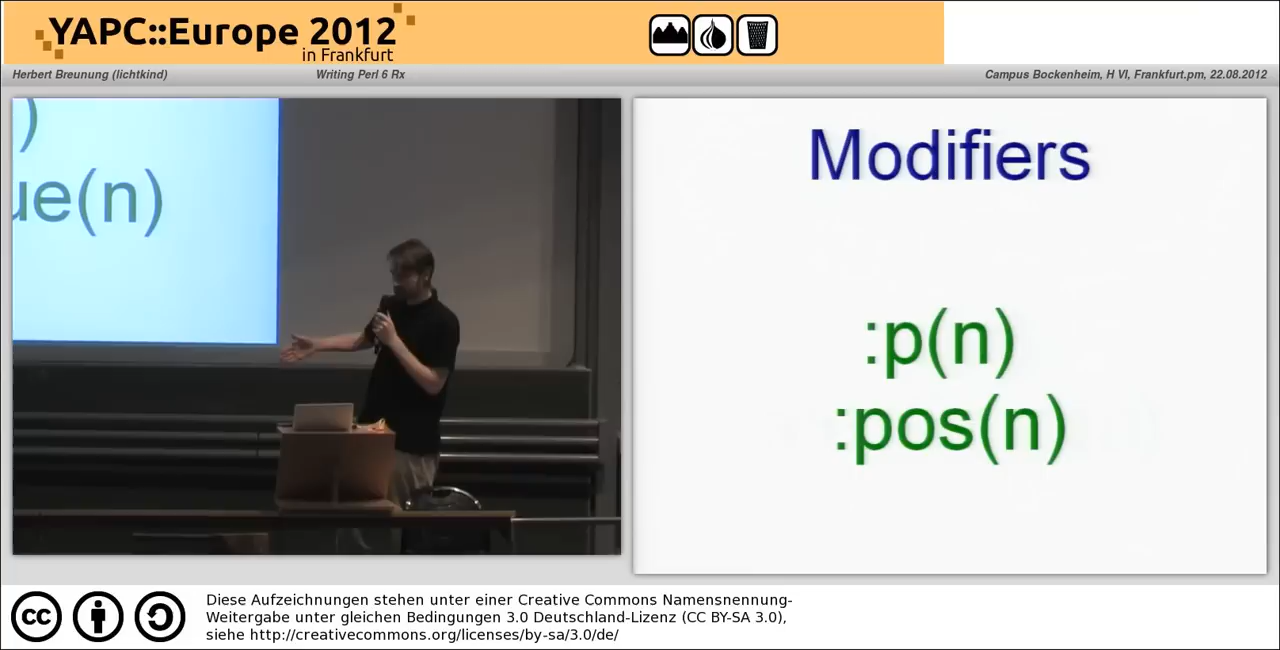 YAPC::Europe 2012
in Frankfurt
Herbert Breunung (lichtkind)
Writing Perl 6 Rx
Campus Bockenheim, H VI, Frankfurt.pm, 22.08.2012
)
ue(n)
Modifiers
:p(n)
:pos(n)
cc
Diese Aufzeichnungen stehen unter einer Creative Commons Namensnennung-
Weitergabe unter gleichen Bedingungen 3.0 Deutschland-Lizenz (CC BY-SA 3.0),
siehe http://creativecommons.org/licenses/by-sa/3.0/de/